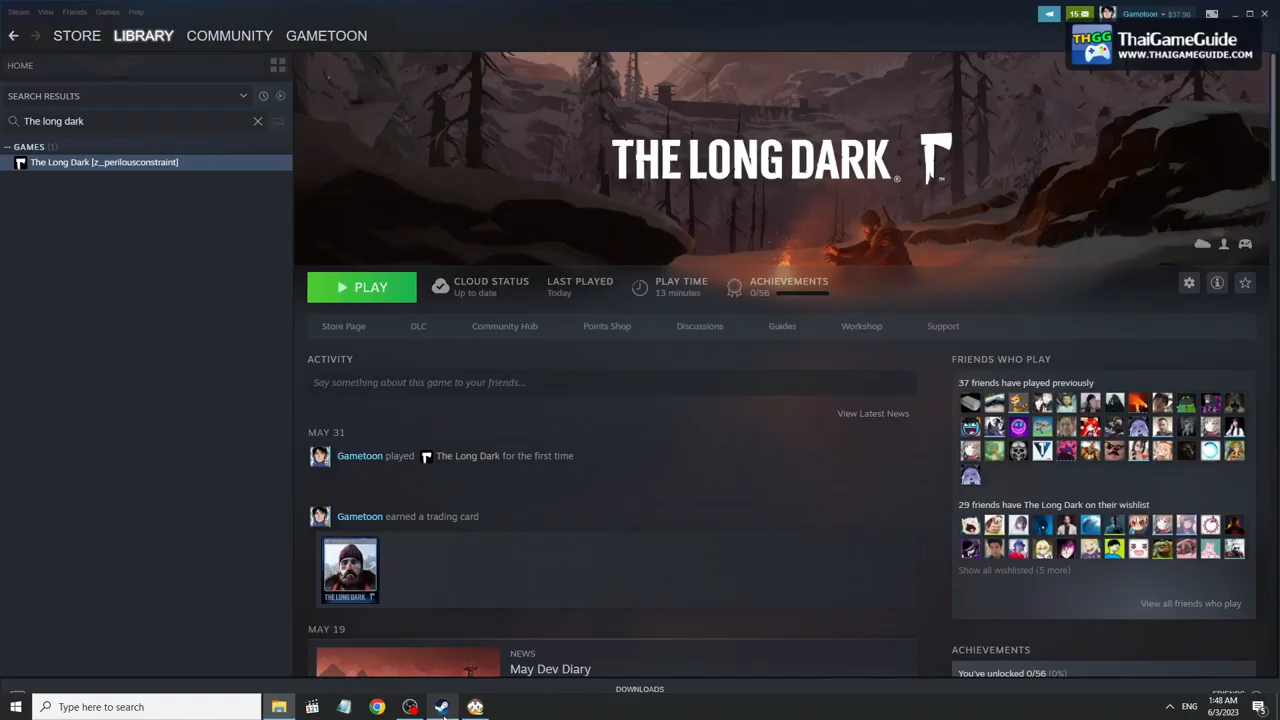 Steam View Friends Games Help
15 Gametoon $37.96
STORE LIBRARY COMMUNITY GAMETOON
THGG ThaiGameGuide
WWW.THAIGAMEGUIDE.COM
HOME
SEARCH RESULTS
The long dark
GAMES (1)
The Long Dark [z_perilousconstraint]
THE LONG DARK ® ™
PLAY
CLOUD STATUS LAST PLAYED PLAY TIME ACHIEVEMENTS
Up to date Today 13 minutes 0/56
Store Page DLC Community Hub Points Shop Discussions Guides Workshop Support
ACTIVITY
Say something about this game to your friends...
View Latest News
MAY 31
Gametoon played The Long Dark for the first time
Gametoon earned a trading card
THE LONG DARK
MAY 19
NEWS
May Dev Diary
FRIENDS WHO PLAY
37 friends have played previously
29 friends have The Long Dark on their wishlist
Show all wishlisted (5 more)
View all friends who play
ACHIEVEMENTS
You've unlocked 0/56 (0%)
DOWNLOADS
Type here to search
ENG
1:48 AM
6/3/2023
5